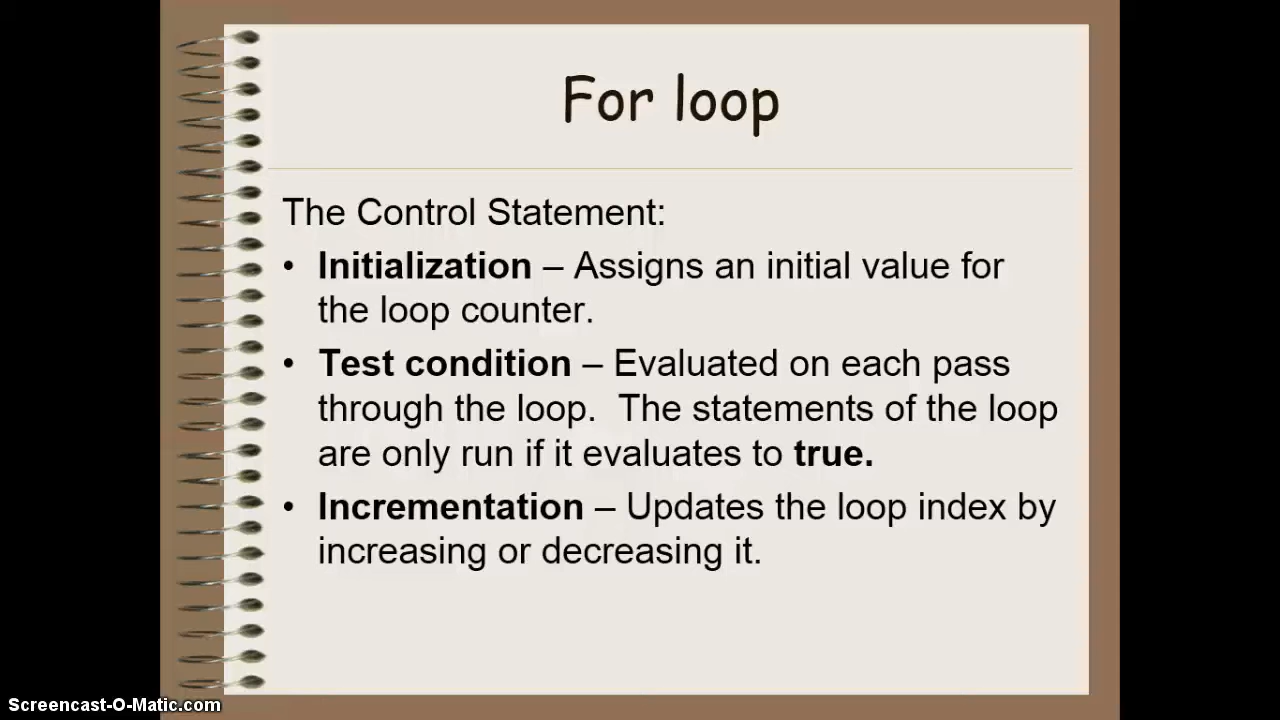 For loop
The Control Statement:
• Initialization – Assigns an initial value for
the loop counter.
• Test condition – Evaluated on each pass
through the loop.  The statements of the loop
are only run if it evaluates to true.
• Incrementation – Updates the loop index by
increasing or decreasing it.
Screencast-O-Matic.com